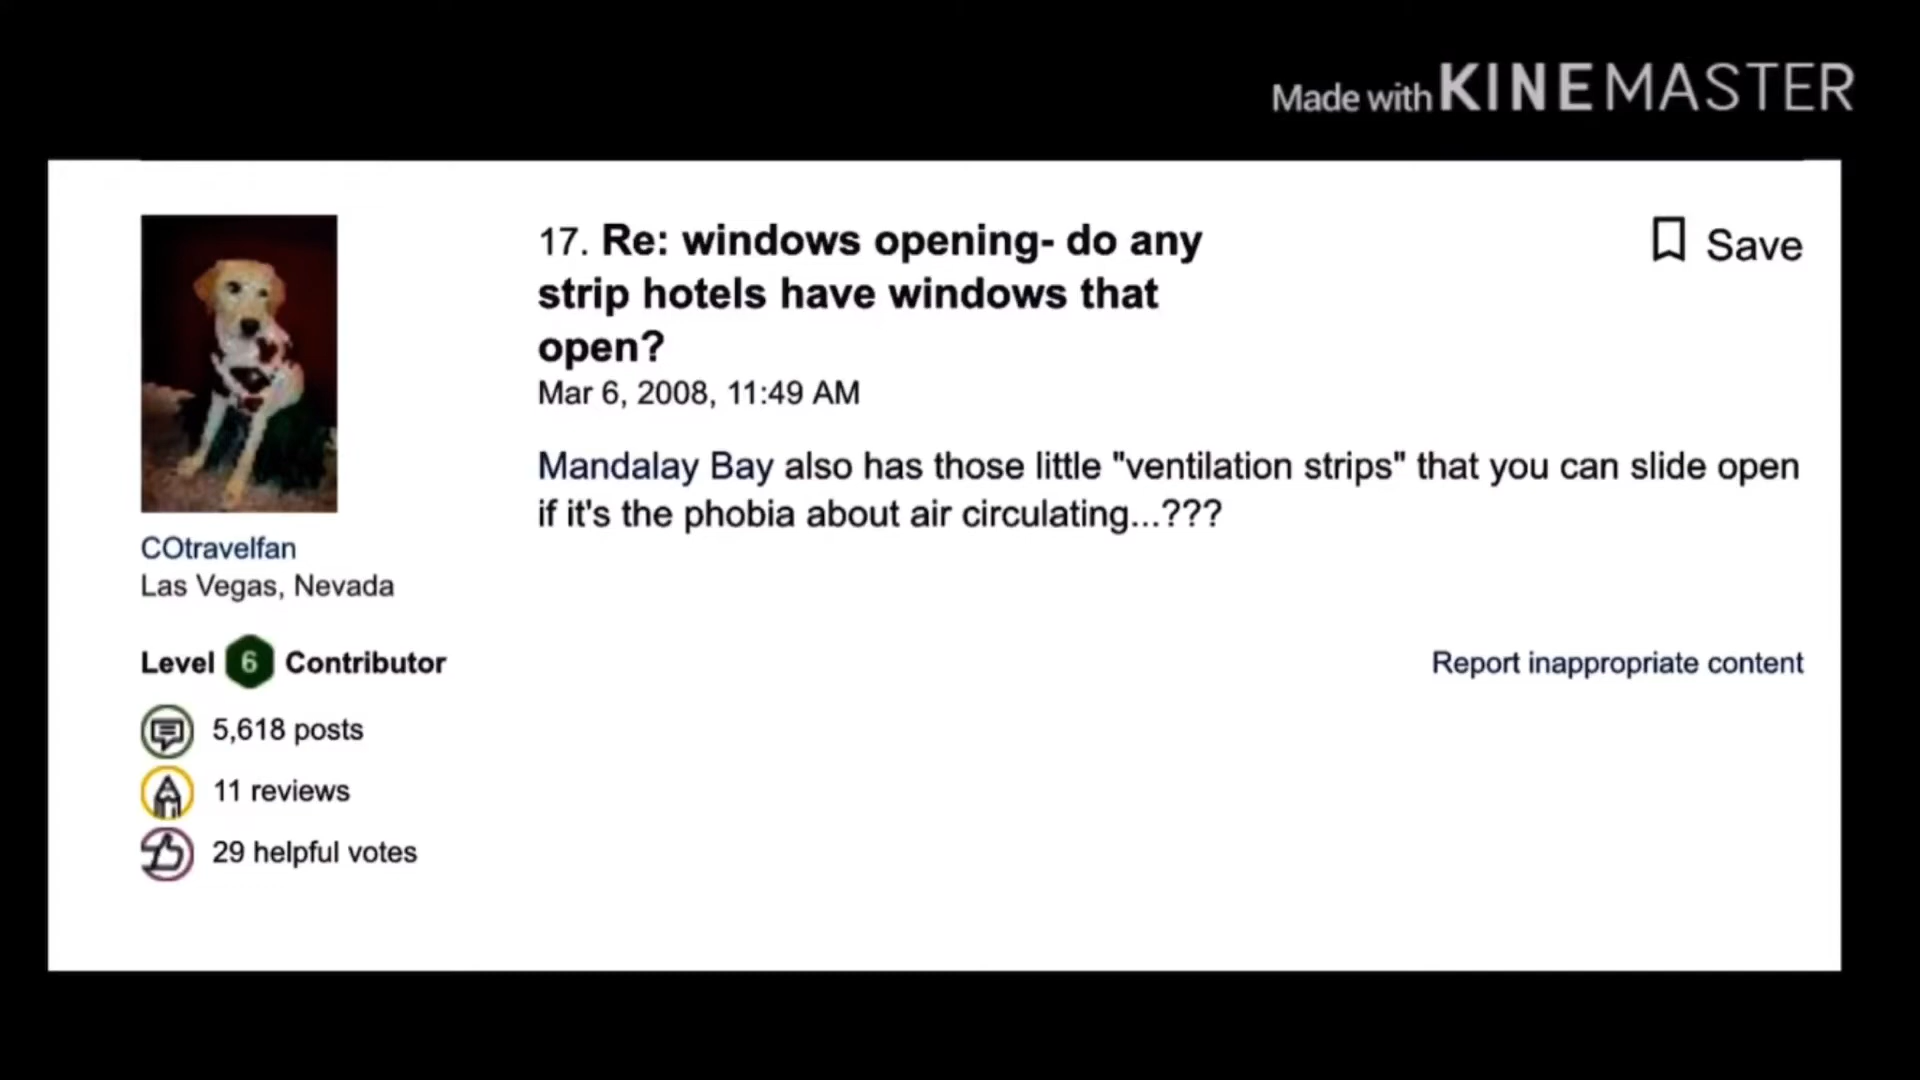 Made with KINEMASTER
17. Re: windows opening- do any
strip hotels have windows that
open?
Save
Mar 6, 2008, 11:49 AM
Mandalay Bay also has those little "ventilation strips" that you can slide open
if it's the phobia about air circulating...???
COtravelfan
Las Vegas, Nevada
Level 6 Contributor
Report inappropriate content
5,618 posts
11 reviews
29 helpful votes